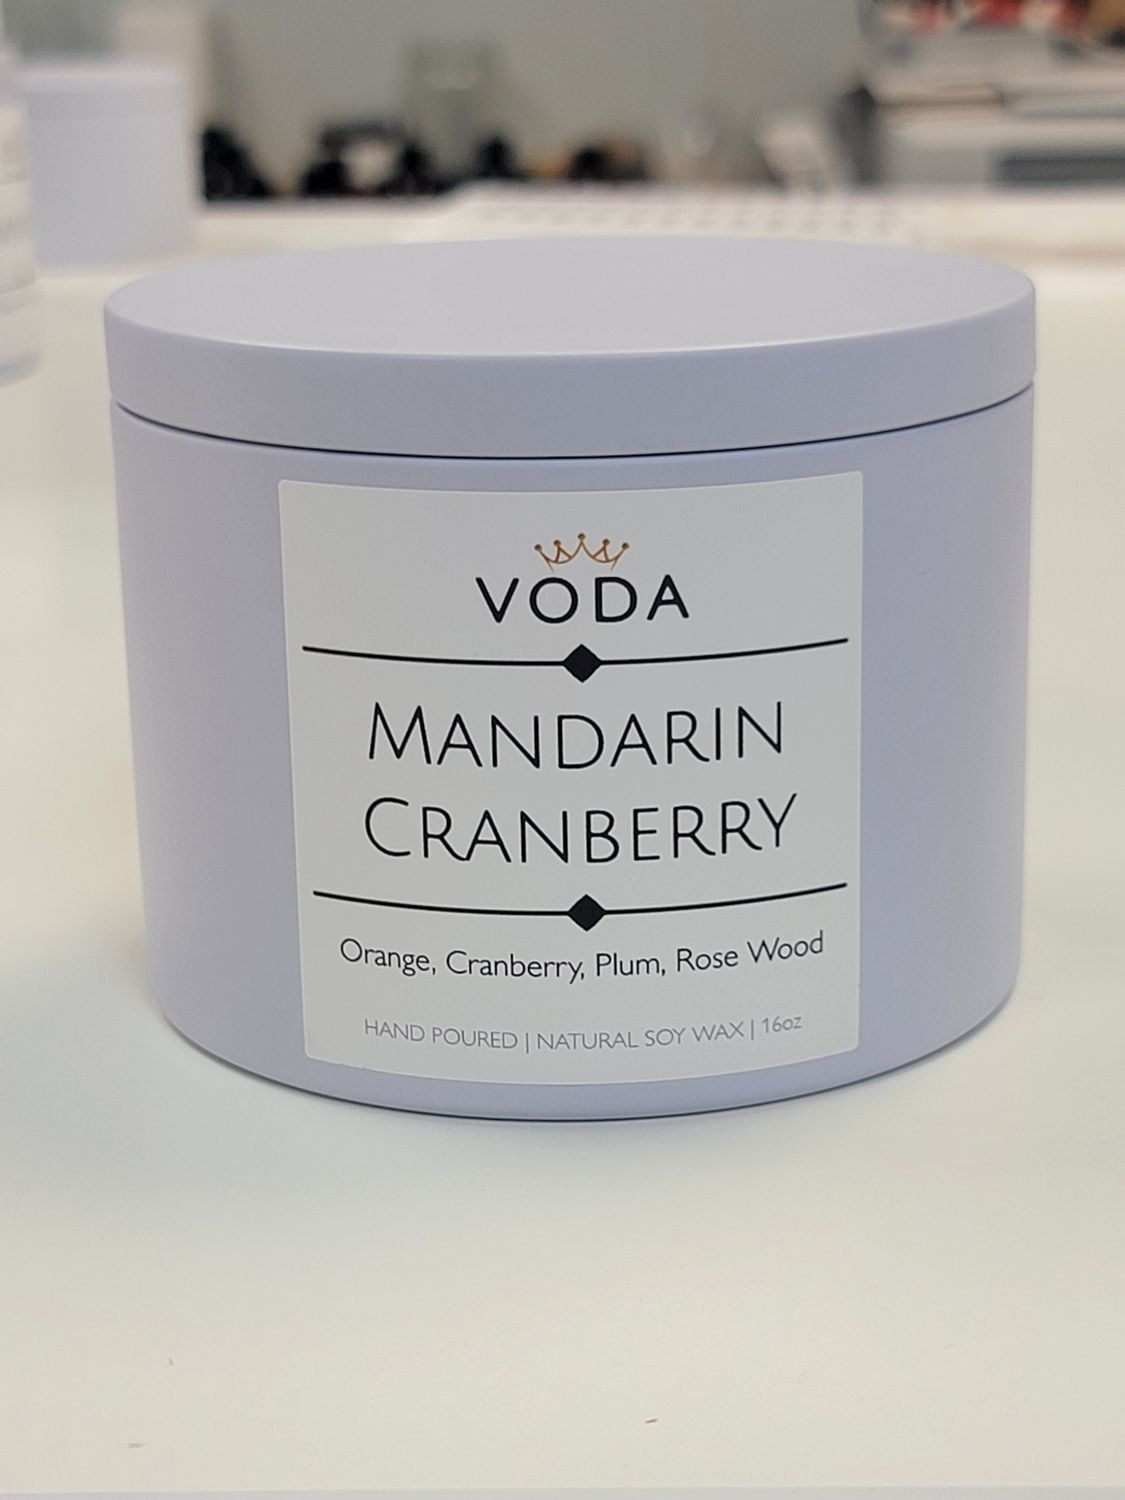 VODA
MANDARIN
CRANBERRY
Orange, Cranberry, Plum, Rose Wood
HAND POURED | NATURAL SOY WAX | 16oz